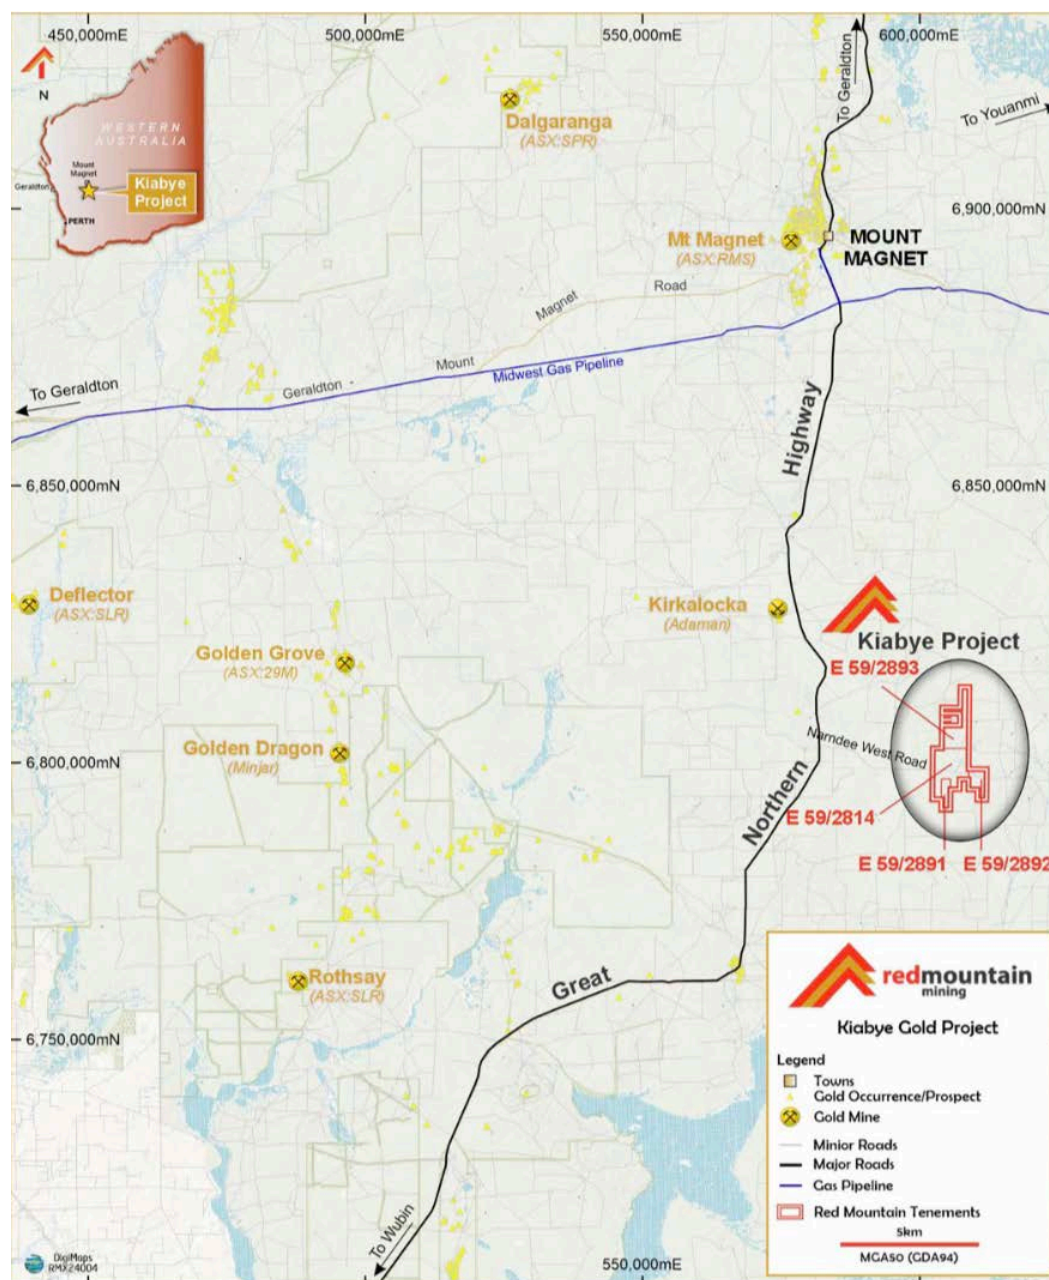 450,000mE
500,000mE
550,000mE
600,000mE
N
WESTERN
AUSTRALIA
Mount
Magnet
Geraldton
Kiabye
Project
PERTH
To Geraldton
To Youanmi
Dalgaranga
(ASX:SPR)
6,900,000mN
Mt Magnet
(ASX:RMS)
MOUNT
MAGNET
Road
Magnet
Mount
Midwest Gas Pipeline
Geraldton
To Geraldton
Highway
6,850,000mN
6,850,000mN
Deflector
(ASX:SLR)
Kirkalocka
(Adaman)
Kiabye Project
Golden Grove
(ASX:29M)
E 59/2893
Golden Dragon
(Minjar)
Narndee West Road
6,800,000mN
Northern
E 59/2814
E 59/2891
E 59/2892
Rothsay
(ASX:SLR)
Great
6,750,000mN
redmountain
mining
Kiabye Gold Project
Legend
Towns
Gold Occurrence/Prospect
Gold Mine
Minior Roads
Major Roads
Gas Pipeline
Red Mountain Tenements
5km
MGA50 (GDA94)
To Wubin
DigiMaps
RMX24004
550,000mE